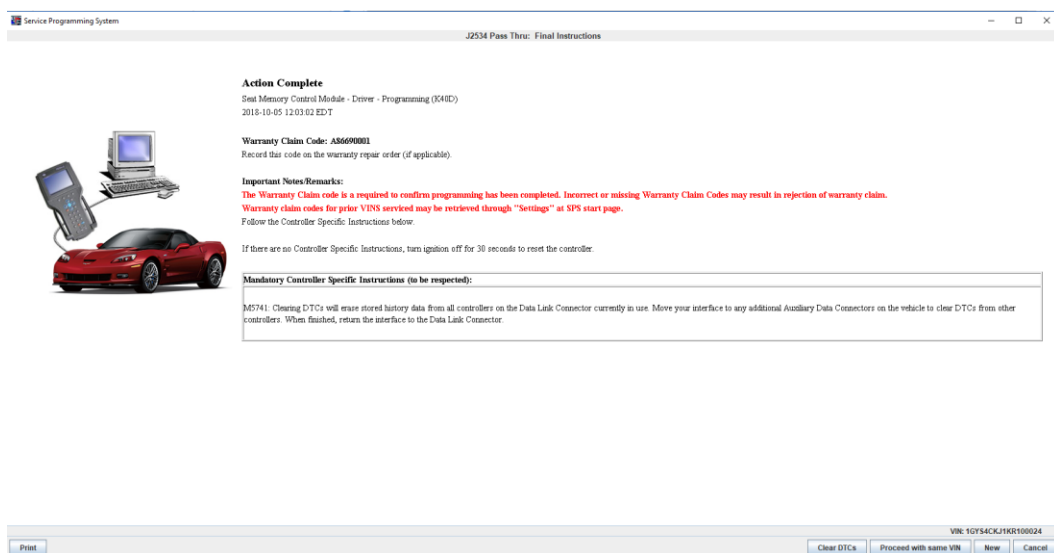 Service Programming System
J2534 Pass Thru: Final Instructions
Action Complete
Seat Memory Control Module - Driver - Programming (K40D)
2018-10-05 12:03:02 EDT
Warranty Claim Code: A86690001
Record this code on the warranty repair order (if applicable).
Important Notes/Remarks:
The Warranty Claim code is a required to confirm programming has been completed. Incorrect or missing Warranty Claim Codes may result in rejection of warranty claim.
Warranty claim codes for prior VINS serviced may be retrieved through "Settings" at SPS start page.
Follow the Controller Specific Instructions below.
If there are no Controller Specific Instructions, turn ignition off for 30 seconds to reset the controller.
Mandatory Controller Specific Instructions (to be respected):
M5741: Clearing DTCs will erase stored history data from all controllers on the Data Link Connector currently in use. Move your interface to any additional Auxiliary Data Connectors on the vehicle to clear DTCs from other
controllers. When finished, return the interface to the Data Link Connector.
VIN: 1GYS4CKJ1KR100024
Print
Clear DTCs
Proceed with same VIN
New
Cancel